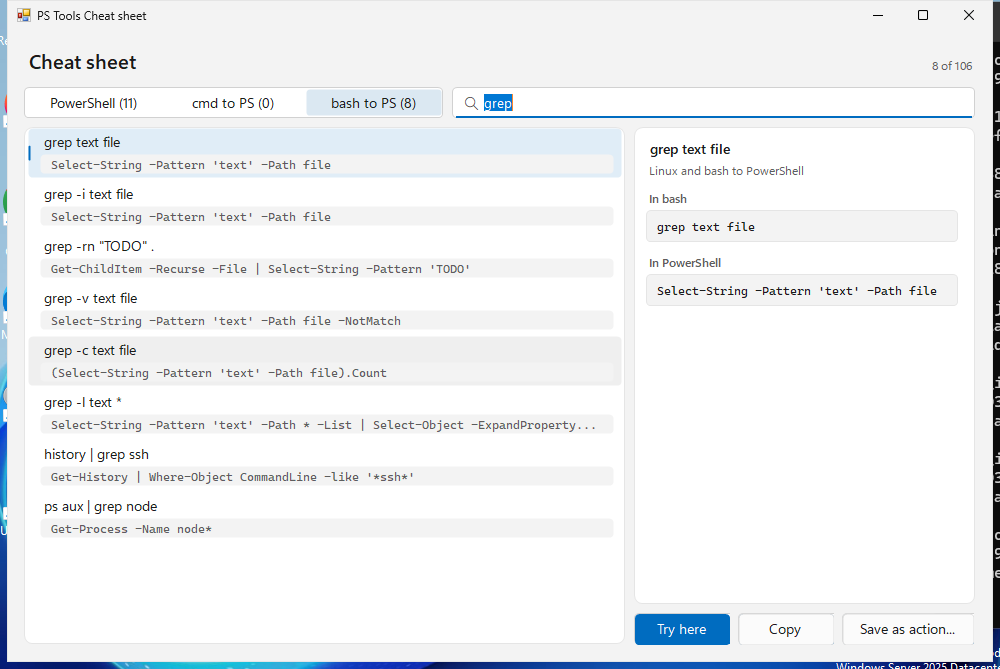 PS Tools Cheat sheet
Cheat sheet
8 of 106
PowerShell (11)
cmd to PS (0)
bash to PS (8)
grep
grep text file
Select-String -Pattern 'text' -Path file
grep -i text file
Select-String -Pattern 'text' -Path file
grep -rn "TODO" .
Get-ChildItem -Recurse -File | Select-String -Pattern 'TODO'
grep -v text file
Select-String -Pattern 'text' -Path file -NotMatch
grep -c text file
(Select-String -Pattern 'text' -Path file).Count
grep -l text *
Select-String -Pattern 'text' -Path * -List | Select-Object -ExpandProperty...
history | grep ssh
Get-History | Where-Object CommandLine -like '*ssh*'
ps aux | grep node
Get-Process -Name node*
grep text file
Linux and bash to PowerShell
In bash
grep text file
In PowerShell
Select-String -Pattern 'text' -Path file
Try here
Copy
Save as action...
Windows Server 2025 Datacente